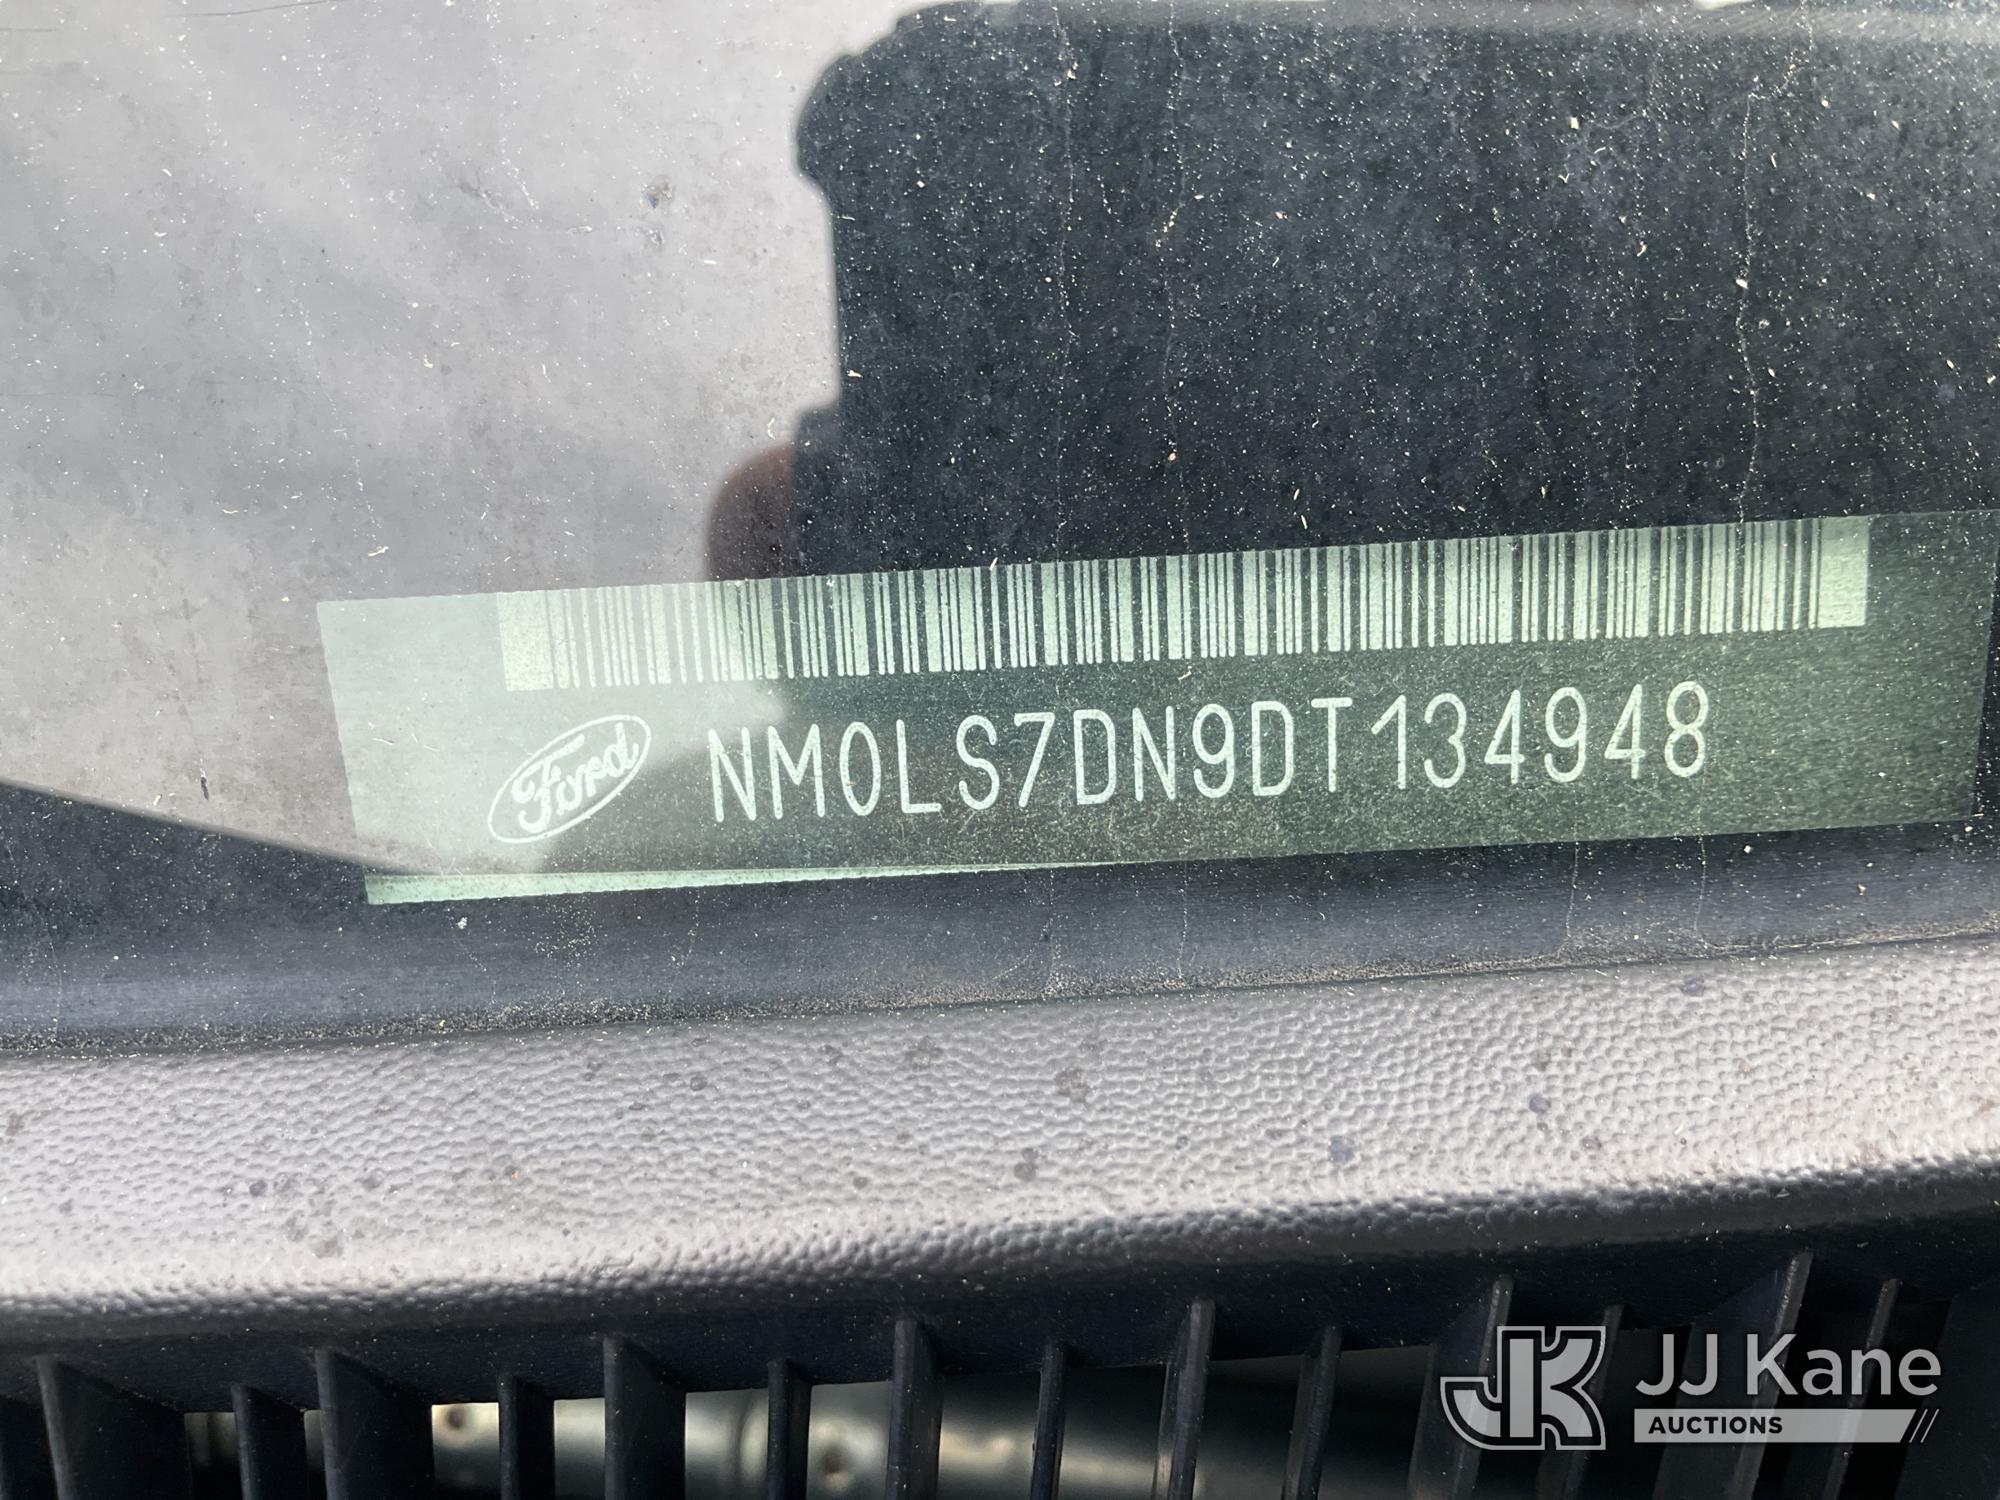 Ford NM0LS7DN9DT134948
JJ Kane
AUCTIONS